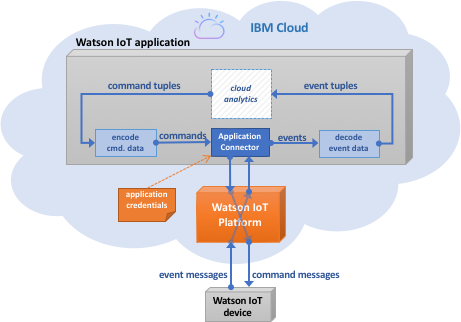 IBM Cloud
Watson IoT application
command tuples
cloud
analytics
event tuples
encode
cmd. data
commands
Application
Connector
events
decode
event data
application
credentials
Watson IoT
Platform
event messages
command messages
Watson IoT
device